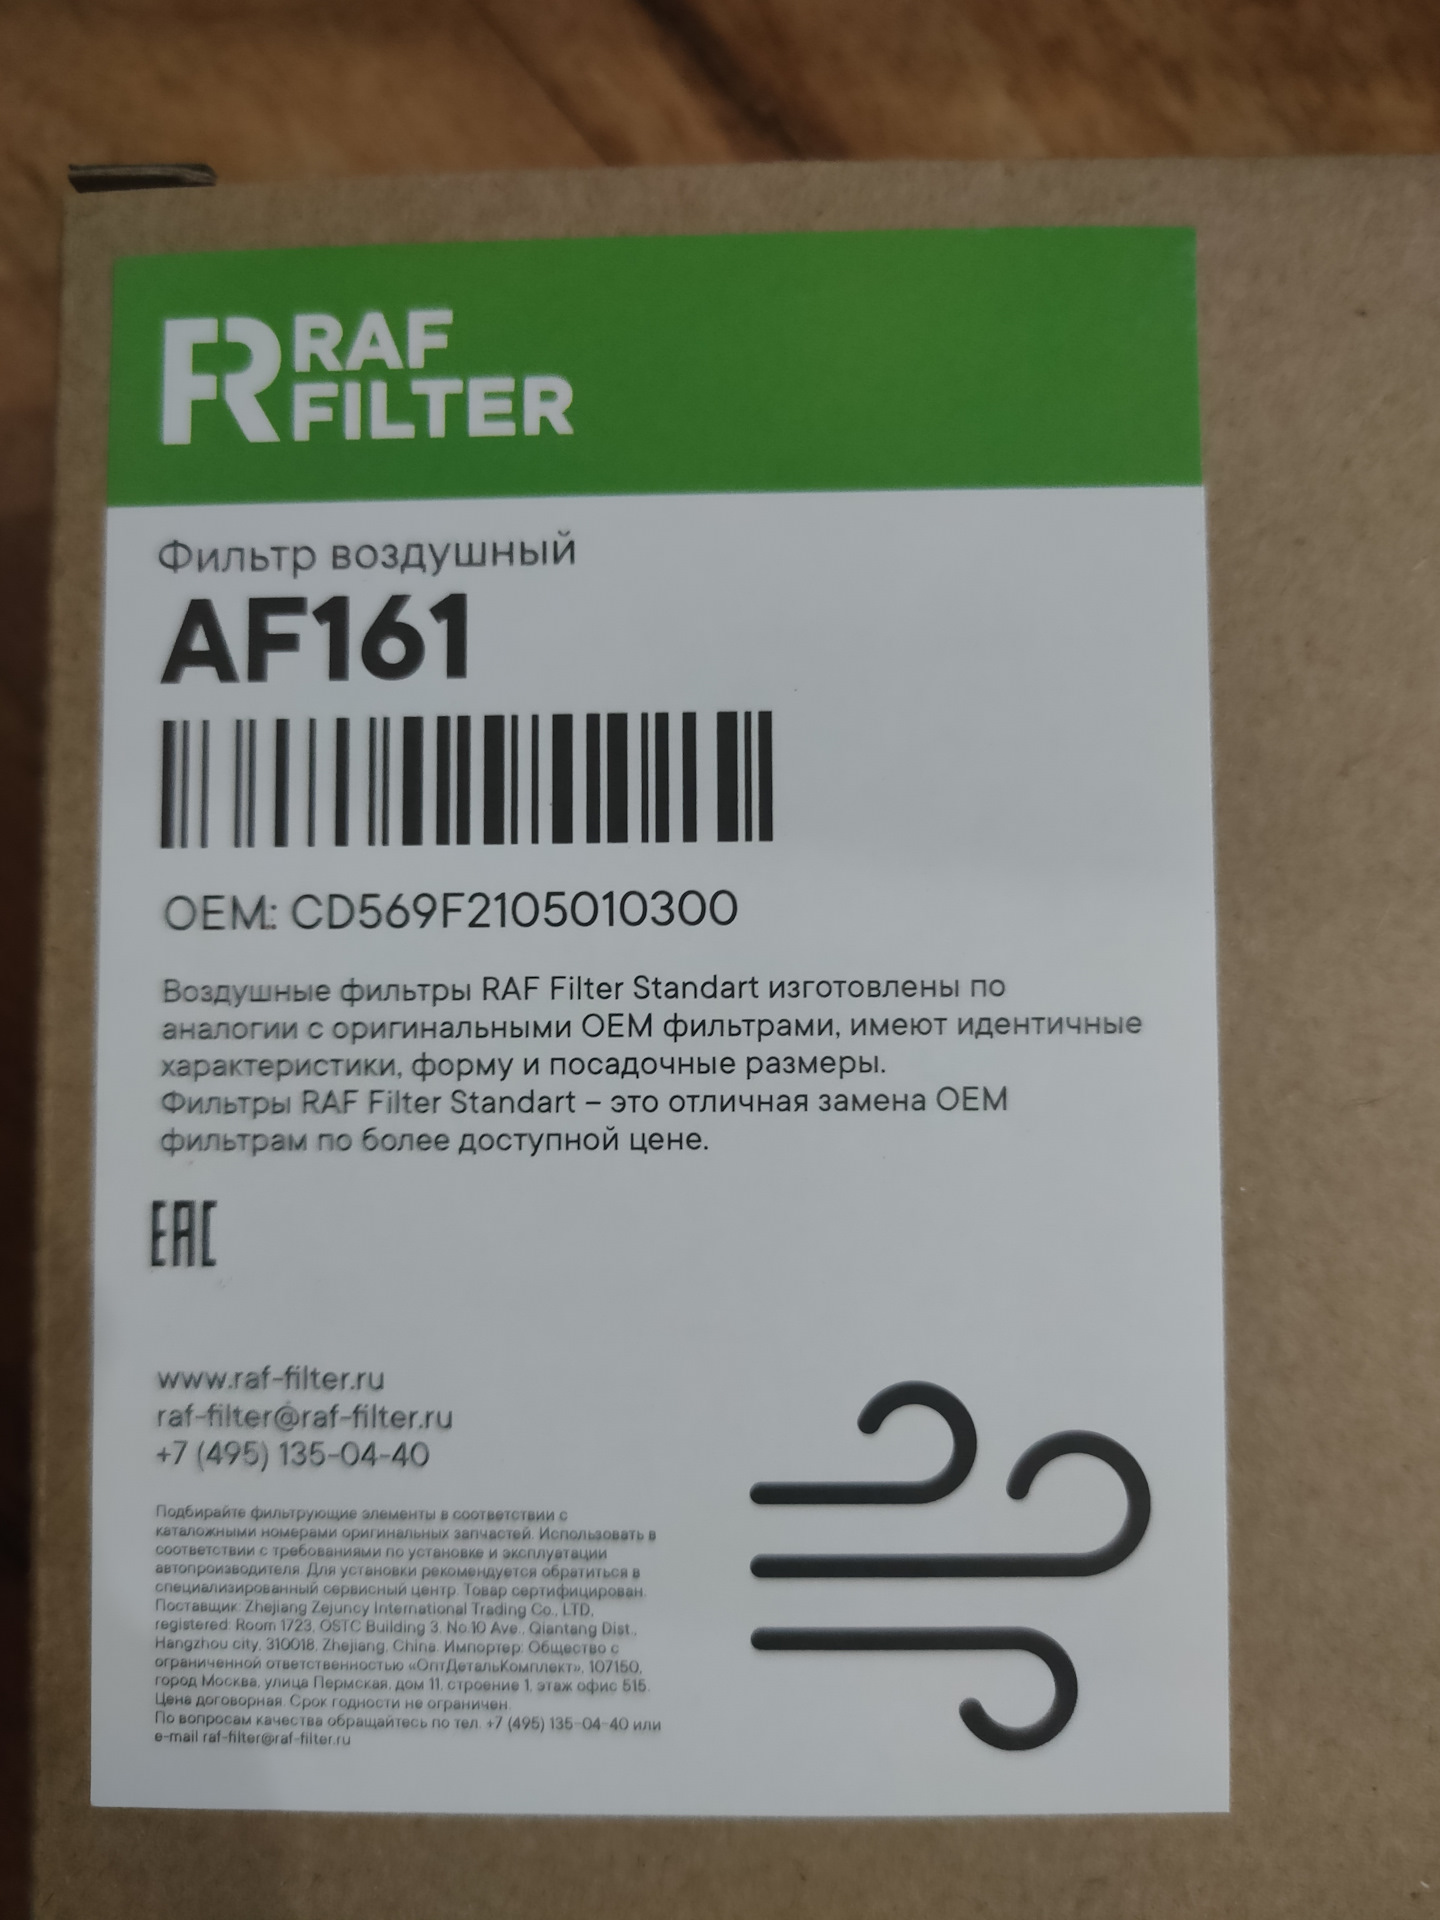 RAF
FILTER
Фильтр воздушный
AF161
OEM: CD569F2105010300
Воздушные фильтры RAF Filter Standart изготовлены по
аналогии с оригинальными OEM фильтрами, имеют идентичные
характеристики, форму и посадочные размеры.
Фильтры RAF Filter Standart – это отличная замена OEM
фильтрам по более доступной цене.
EAC
www.raf-filter.ru
raf-filter@raf-filter.ru
+7 (495) 135-04-40
Подбирайте фильтрующие элементы в соответствии с
каталожными номерами оригинальных запчастей. Использовать в
соответствии с требованиями по установке и эксплуатации
автопроизводителя. Для установки рекомендуется обратиться в
специализированный сервисный центр. Товар сертифицирован.
Поставщик: Zhejiang Zejuncy International Trading Co., LTD,
registered: Room 1723, OSTC Building 3, No.10 Ave., Qiantang Dist.,
Hangzhou city, 310018, Zhejiang, China. Импортер: Общество с
ограниченной ответственностью «ОптДетальКомплект», 107150,
город Москва, улица Пермская, дом 11, строение 1, этаж офис 515.
Цена договорная. Срок годности не ограничен.
По вопросам качества обращайтесь по тел. +7 (495) 135-04-40 или
e-mail raf-filter@raf-filter.ru